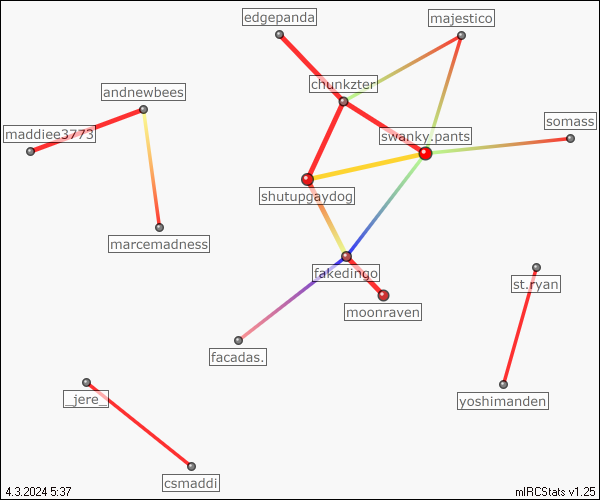 edgepanda
majestico
chunkzter
andnewbees
somass
maddiee3773
swanky.pants
shutupgaydog
marcemadness
fakedingo
st.ryan
moonraven
facadas.
_jere_
yoshimanden
csmaddi
4.3.2024 5:37
mIRCStats v1.25